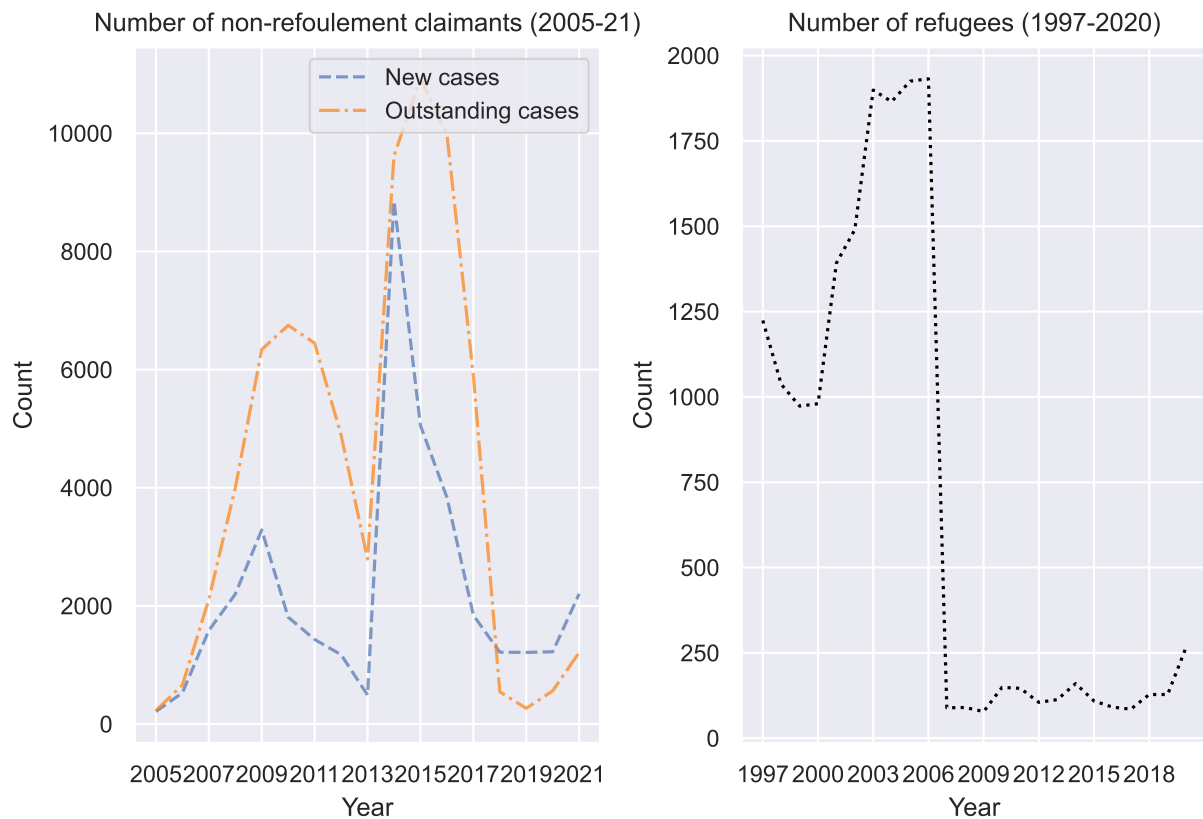 Number of non-refoulement claimants (2005-21)
New cases
Outstanding cases
10000
8000
6000
4000
2000
0
Count
2005 2007 2009 2011 2013 2015 2017 2019 2021
Year
Number of refugees (1997-2020)
2000
1750
1500
1250
1000
750
500
250
0
Count
1997 2000 2003 2006 2009 2012 2015 2018
Year